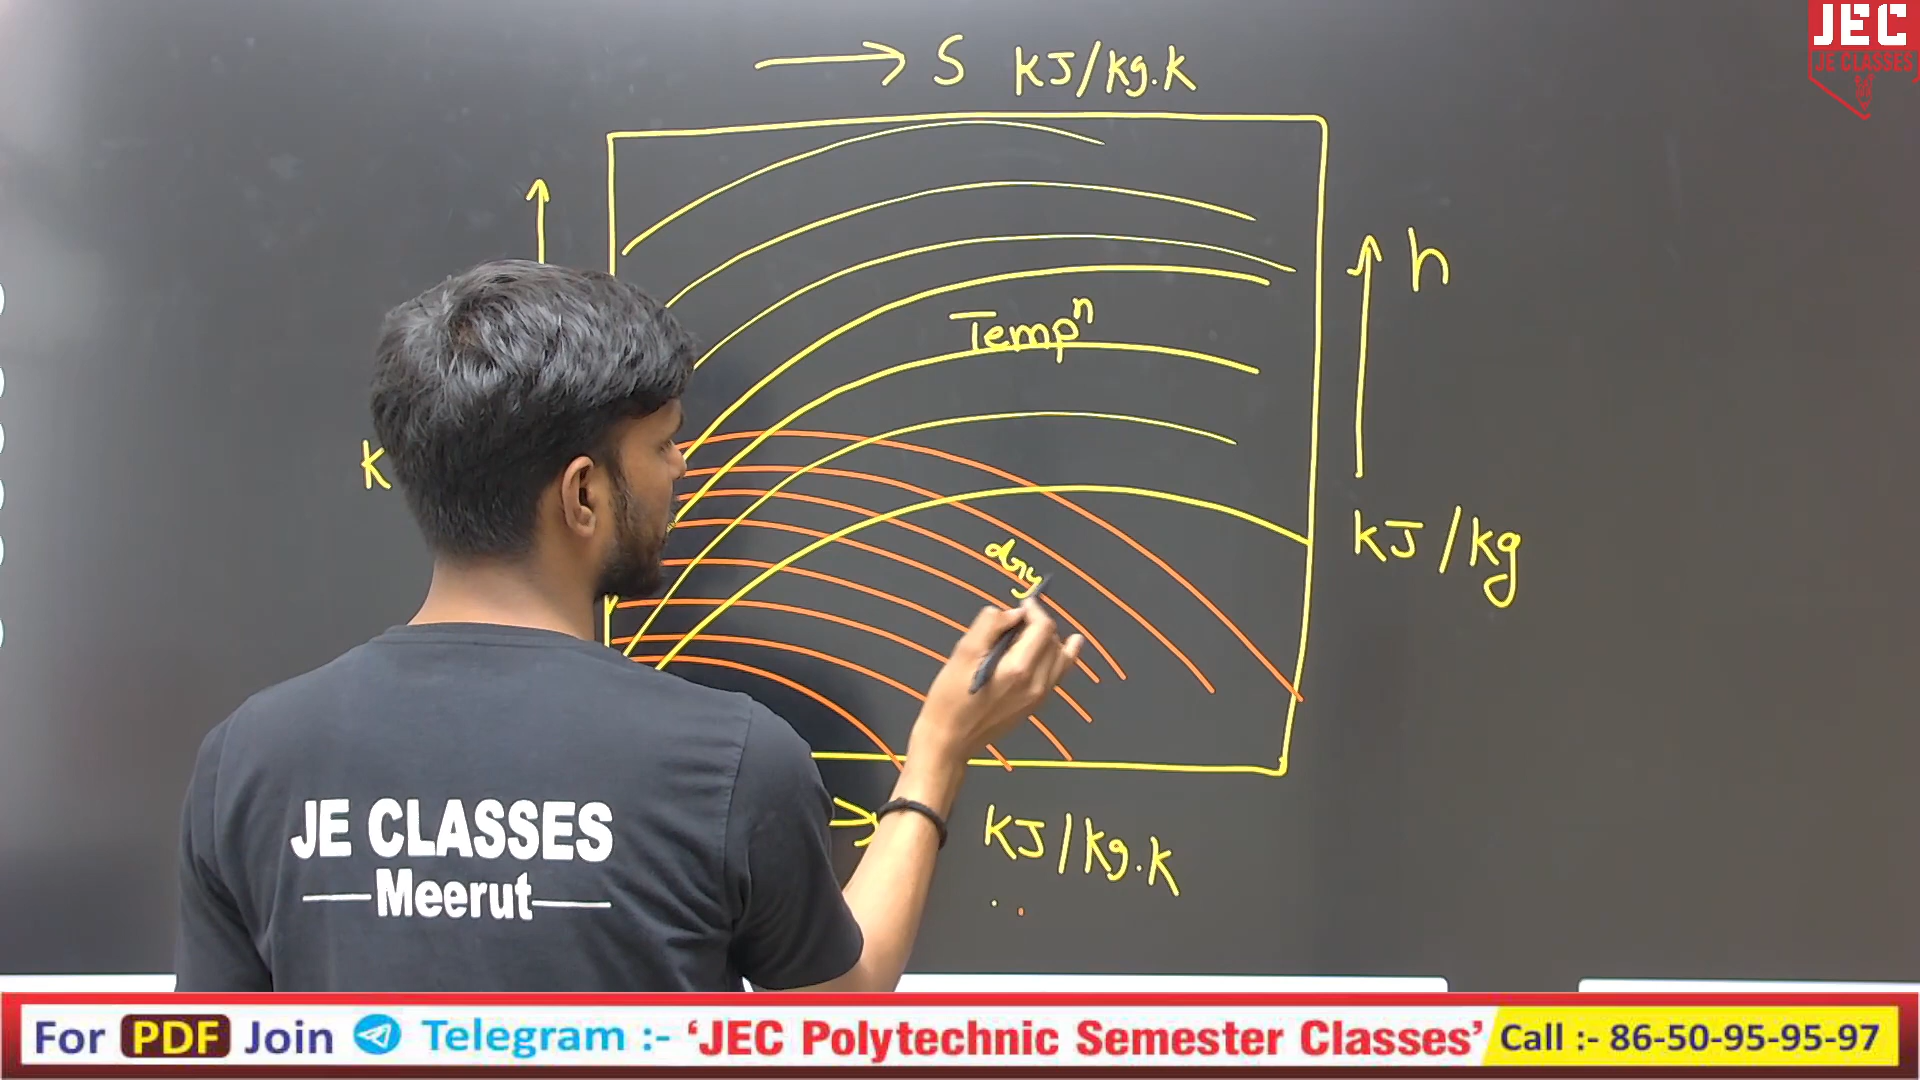 JEC
JE CLASSES
S kJ/kg.k
h
Tempⁿ
k
kJ/kg
dry
kJ/kg.k
JE CLASSES
Meerut
For PDF Join Telegram :- ‘JEC Polytechnic Semester Classes’ Call :- 86-50-95-95-97